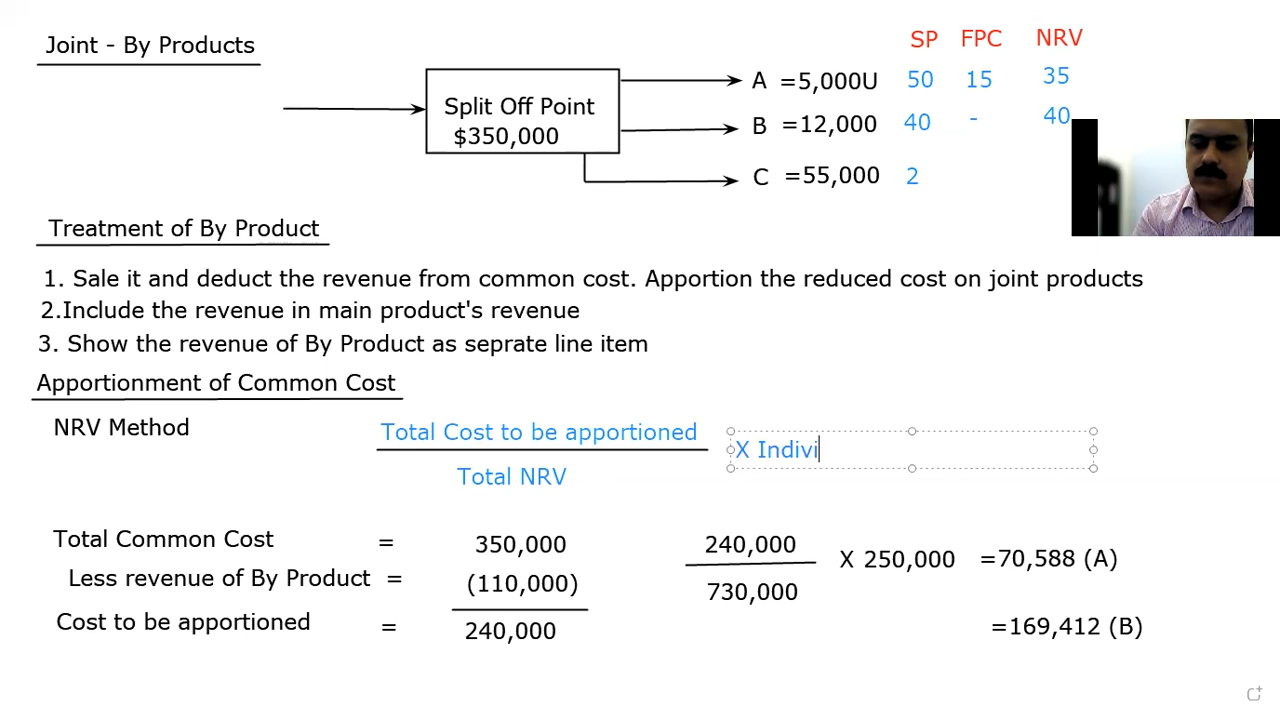 Joint - By Products
SP FPC NRV
Split Off Point
$350,000
A =5,000U 50 15 35
B =12,000 40 - 40
C =55,000 2
Treatment of By Product
1. Sale it and deduct the revenue from common cost. Apportion the reduced cost on joint products
2.Include the revenue in main product's revenue
3. Show the revenue of By Product as seprate line item
Apportionment of Common Cost
NRV Method
Total Cost to be apportioned
Total NRV
X Indivi
Total Common Cost = 350,000
Less revenue of By Product = (110,000)
Cost to be apportioned = 240,000
240,000
730,000
X 250,000 =70,588 (A)
=169,412 (B)